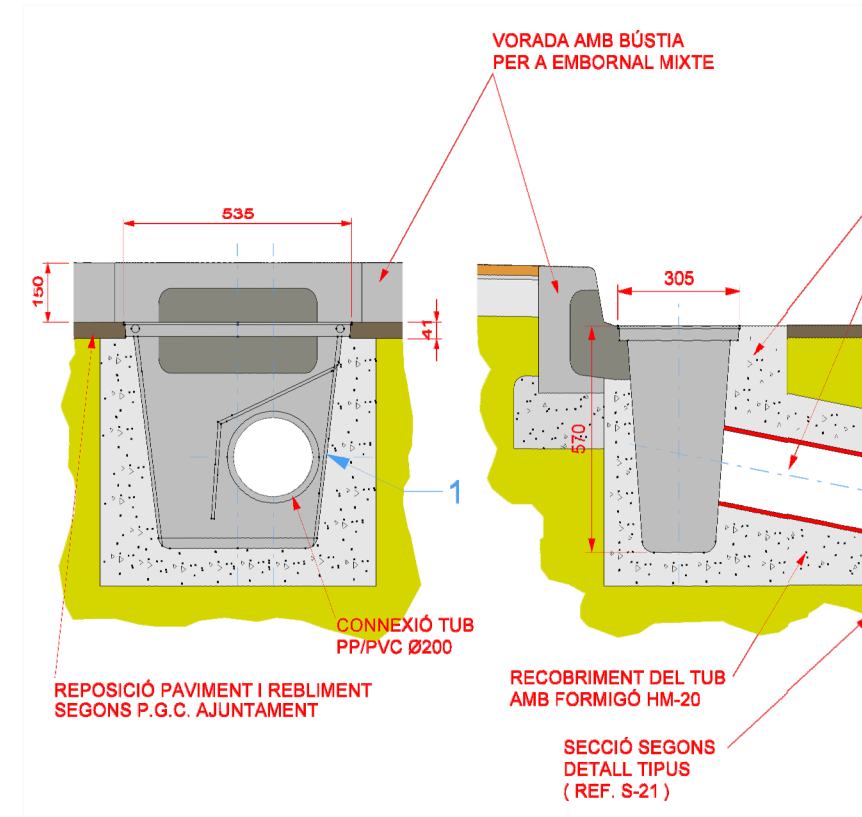 VORADA AMB BÚSTIA
PER A EMBORNAL MIXTE
535
150
41
305
570
1
CONNEXIÓ TUB
PP/PVC Ø200
REPOSICIÓ PAVIMENT I REBLIMENT
SEGONS P.G.C. AJUNTAMENT
RECOBRIMENT DEL TUB
AMB FORMIGÓ HM-20
SECCIÓ SEGONS
DETALL TIPUS
( REF. S-21 )